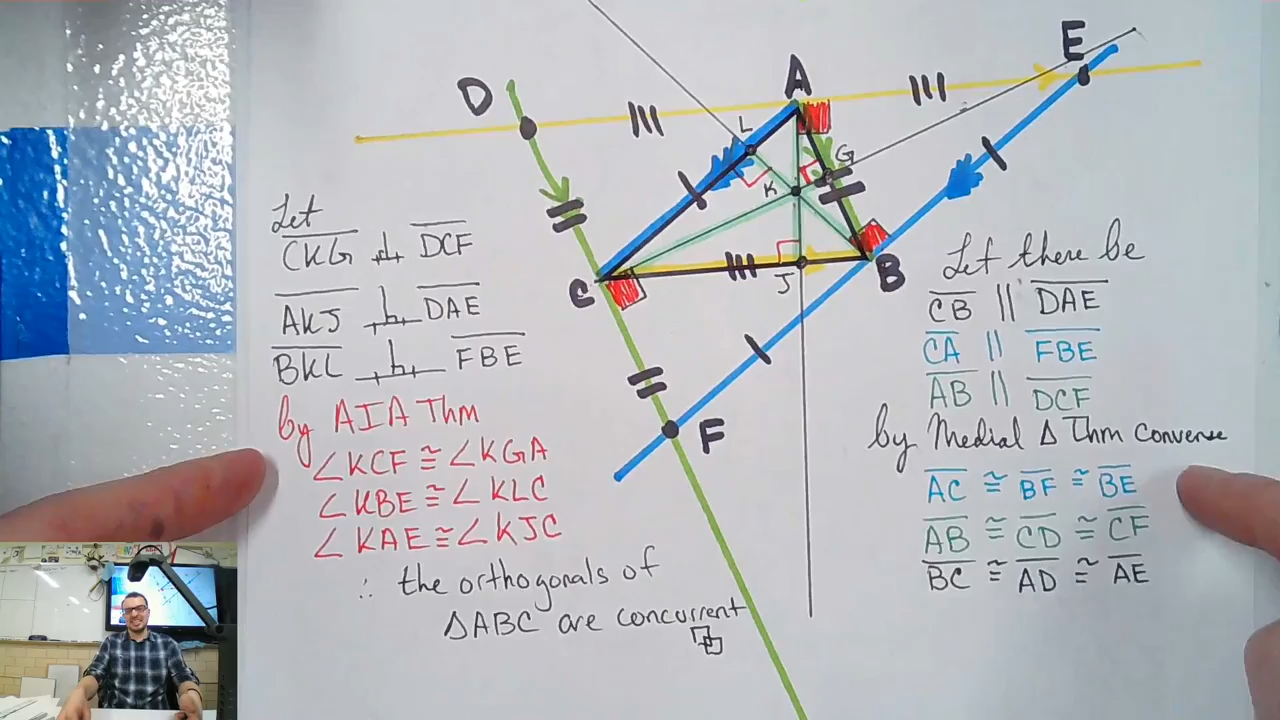 D
A
E
L
G
K
J
C
B
F
Let
CKG ⊥ DCF
AKJ ⊥ DAE
BKL ⊥ FBE
by AIA Thm
∠KCF ≅ ∠KGA
∠KBE ≅ ∠KLC
∠KAE ≅ ∠KJC
∴ the orthogonals of
ΔABC are concurrent
Let there be
CB || DAE
CA || FBE
AB || DCF
by Medial Δ Thm converse
AC ≅ BF ≅ BE
AB ≅ CD ≅ CF
BC ≅ AD ≅ AE